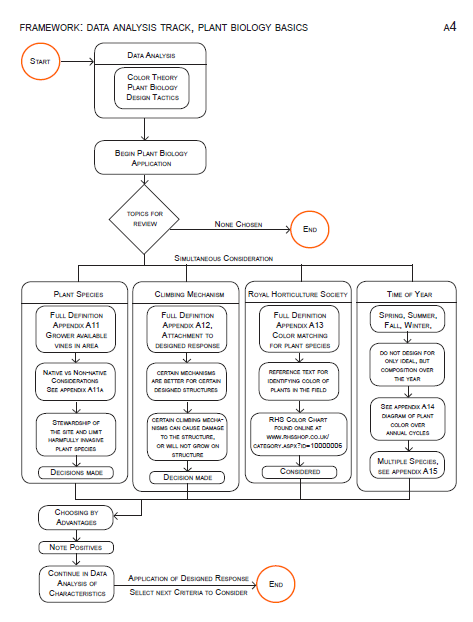 FRAMEWORK: DATA ANALYSIS TRACK, PLANT BIOLOGY BASICS
A4
START
DATA ANALYSIS
COLOR THEORY
PLANT BIOLOGY
DESIGN TACTICS
BEGIN PLANT BIOLOGY
APPLICATION
TOPICS FOR
REVIEW
NONE CHOSEN
END
SIMULTANEOUS CONSIDERATION
PLANT SPECIES
FULL DEFINITION
APPENDIX A11
GROWER AVAILABLE
VINES IN AREA
NATIVE VS NON-NATIVE
CONSIDERATIONS
SEE APPENDIX A11A
STEWARDSHIP OF
THE SITE AND LIMIT
HARMFULLY INVASIVE
PLANT SPECIES
DECISIONS MADE
CLIMBING MECHANISM
FULL DEFINITION
APPENDIX A12,
ATTACHMENT TO
DESIGNED RESPONSE
CERTAIN MECHANISMS
ARE BETTER FOR CERTAIN
DESIGNED STRUCTURES
CERTAIN CLIMBING MECHA-
NISMS CAN CAUSE DAMAGE
TO THE STRUCTURE,
OR WILL NOT GROW ON
STRUCTURE
DECISION MADE
ROYAL HORTICULTURE SOCIETY
FULL DEFINITION
APPENDIX A13
COLOR MATCHING
FOR PLANT SPECIES
REFERENCE TEXT FOR
IDENTIFYING COLOR OF
PLANTS IN THE FIELD
RHS COLOR CHART
FOUND ONLINE AT
WWW.RHSSHOP.CO.UK/
CATEGORY.ASPX?ID=10000006
CONSIDERED
TIME OF YEAR
SPRING, SUMMER,
FALL, WINTER,
DO NOT DESIGN FOR
ONLY IDEAL, BUT
COMPOSITION OVER
THE YEAR
SEE APPENDIX A14
DIAGRAM OF PLANT
COLOR OVER
ANNUAL CYCLES
MULTIPLE SPECIES,
SEE APPENDIX A15
CHOOSING BY
ADVANTAGES
NOTE POSITIVES
CONTINUE IN DATA
ANALYSIS OF
CHARACTERISTICS
APPLICATION OF DESIGNED RESPONSE
SELECT NEXT CRITERIA TO CONSIDER
END